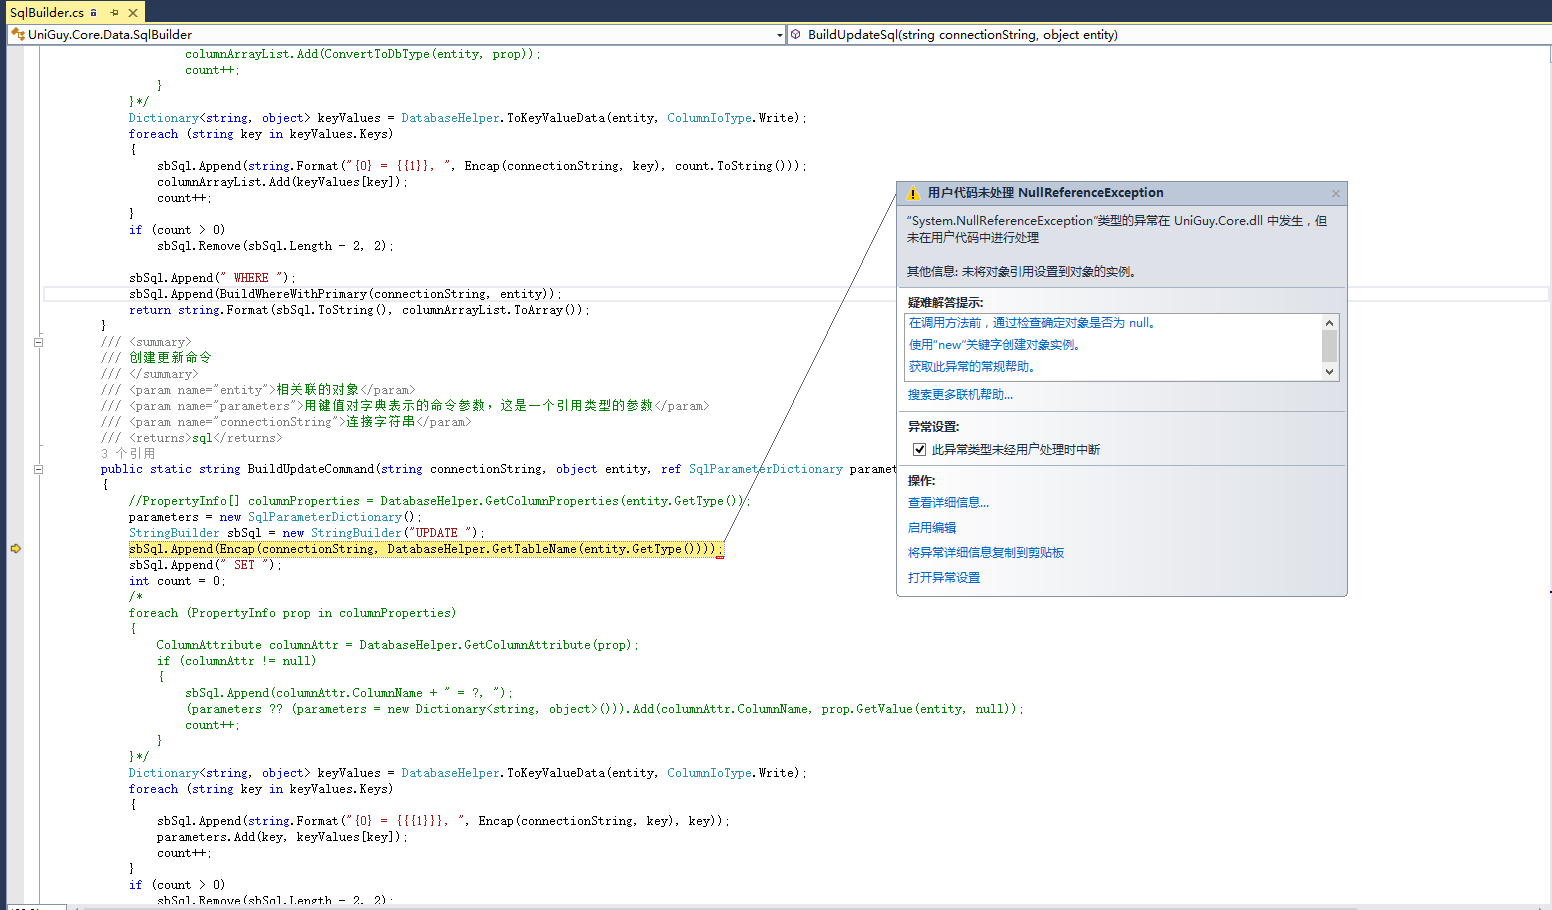 SqlBuilder.cs
UniGuy.Core.Data.SqlBuilder
BuildUpdateSql(string connectionString, object entity)
columnArrayList.Add(ConvertToDbType(entity, prop));
count++;
}
}*/
Dictionary<string, object> keyValues = DatabaseHelper.ToKeyValueData(entity, ColumnIoType.Write);
foreach (string key in keyValues.Keys)
{
sbSql.Append(string.Format("{0} = {{1}}, ", Encap(connectionString, key), count.ToString()));
columnArrayList.Add(keyValues[key]);
count++;
}
if (count > 0)
sbSql.Remove(sbSql.Length - 2, 2);
sbSql.Append(" WHERE ");
sbSql.Append(BuildWhereWithPrimary(connectionString, entity));
return string.Format(sbSql.ToString(), columnArrayList.ToArray());
}
/// <summary>
/// 创建更新命令
/// </summary>
/// <param name="entity">相关联的对象</param>
/// <param name="parameters">用键值对字典表示的命令参数，这是一个引用类型的参数</param>
/// <param name="connectionString">连接字符串</param>
/// <returns>sql</returns>
3 个引用
public static string BuildUpdateCommand(string connectionString, object entity, ref SqlParameterDictionary paramet
{
//PropertyInfo[] columnProperties = DatabaseHelper.GetColumnProperties(entity.GetType());
parameters = new SqlParameterDictionary();
StringBuilder sbSql = new StringBuilder("UPDATE ");
sbSql.Append(Encap(connectionString, DatabaseHelper.GetTableName(entity.GetType())));
sbSql.Append(" SET ");
int count = 0;
/*
foreach (PropertyInfo prop in columnProperties)
{
ColumnAttribute columnAttr = DatabaseHelper.GetColumnAttribute(prop);
if (columnAttr != null)
{
sbSql.Append(columnAttr.ColumnName + " = ?, ");
(parameters ?? (parameters = new Dictionary<string, object>())).Add(columnAttr.ColumnName, prop.GetValue(entity, null));
count++;
}
}*/
Dictionary<string, object> keyValues = DatabaseHelper.ToKeyValueData(entity, ColumnIoType.Write);
foreach (string key in keyValues.Keys)
{
sbSql.Append(string.Format("{0} = {{{1}}}, ", Encap(connectionString, key), key));
parameters.Add(key, keyValues[key]);
count++;
}
if (count > 0)
sbSql.Remove(sbSql.Length - 2, 2);
用户代码未处理 NullReferenceException
“System.NullReferenceException”类型的异常在 UniGuy.Core.dll 中发生，但
未在用户代码中进行处理
其他信息: 未将对象引用设置到对象的实例。
疑难解答提示:
在调用方法前，通过检查确定对象是否为 null。
使用“new”关键字创建对象实例。
获取此异常的常规帮助。
搜索更多联机帮助...
异常设置:
此异常类型未经用户处理时中断
操作:
查看详细信息...
启用编辑
将异常详细信息复制到剪贴板
打开异常设置